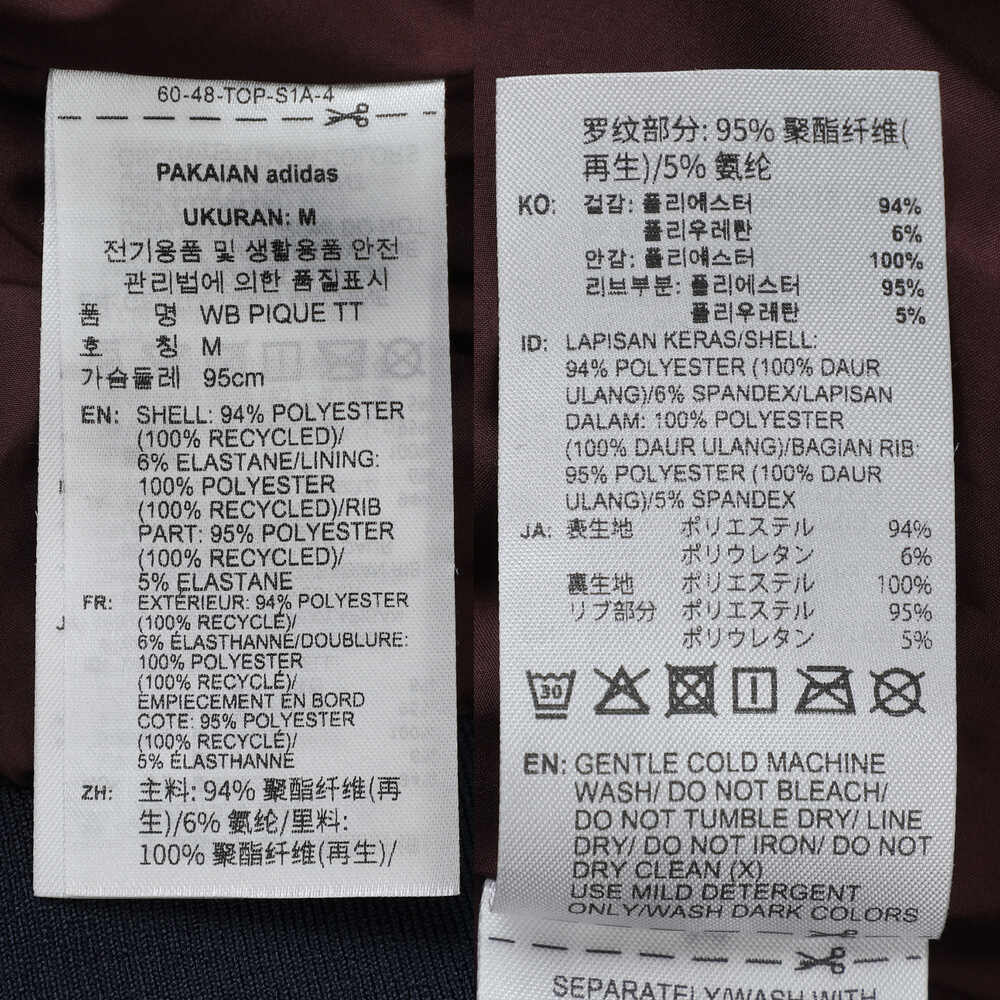 60-48-TOP-S1A-4
PAKAIAN adidas
UKURAN: M
전기용품 및 생활용품 안전
관리법에 의한 품질표시
품 명 WB PIQUE TT
호 칭 M
가슴둘레 95cm
EN: SHELL: 94% POLYESTER
(100% RECYCLED)/
6% ELASTANE/LINING:
100% POLYESTER
(100% RECYCLED)/RIB
PART: 95% POLYESTER
(100% RECYCLED)/
5% ELASTANE
FR: EXTÉRIEUR: 94% POLYESTER
(100% RECYCLÉ)/
6% ÉLASTHANNE/DOUBLURE:
100% POLYESTER
(100% RECYCLÉ)/
EMPIECEMENT EN BORD
COTE: 95% POLYESTER
(100% RECYCLÉ)/
5% ÉLASTHANNE
ZH: 主料: 94% 聚酯纤维(再
生)/6% 氨纶/里料:
100% 聚酯纤维(再生)/
罗纹部分: 95% 聚酯纤维(
再生)/5% 氨纶
KO: 겉감: 폴리에스터 94%
폴리우레탄 6%
안감: 폴리에스터 100%
리브부분: 폴리에스터 95%
폴리우레탄 5%
ID: LAPISAN KERAS/SHELL:
94% POLYESTER (100% DAUR
ULANG)/6% SPANDEX/LAPISAN
DALAM: 100% POLYESTER
(100% DAUR ULANG)/BAGIAN RIB:
95% POLYESTER (100% DAUR
ULANG)/5% SPANDEX
JA: 表生地 ポリエステル 94%
ポリウレタン 6%
裏生地 ポリエステル 100%
リブ部分 ポリエステル 95%
ポリウレタン 5%
30
EN: GENTLE COLD MACHINE
WASH/ DO NOT BLEACH/
DO NOT TUMBLE DRY/ LINE
DRY/ DO NOT IRON/ DO NOT
DRY CLEAN (X)
USE MILD DETERGENT
ONLY/WASH DARK COLORS
SEPARATELY/WASH WITH